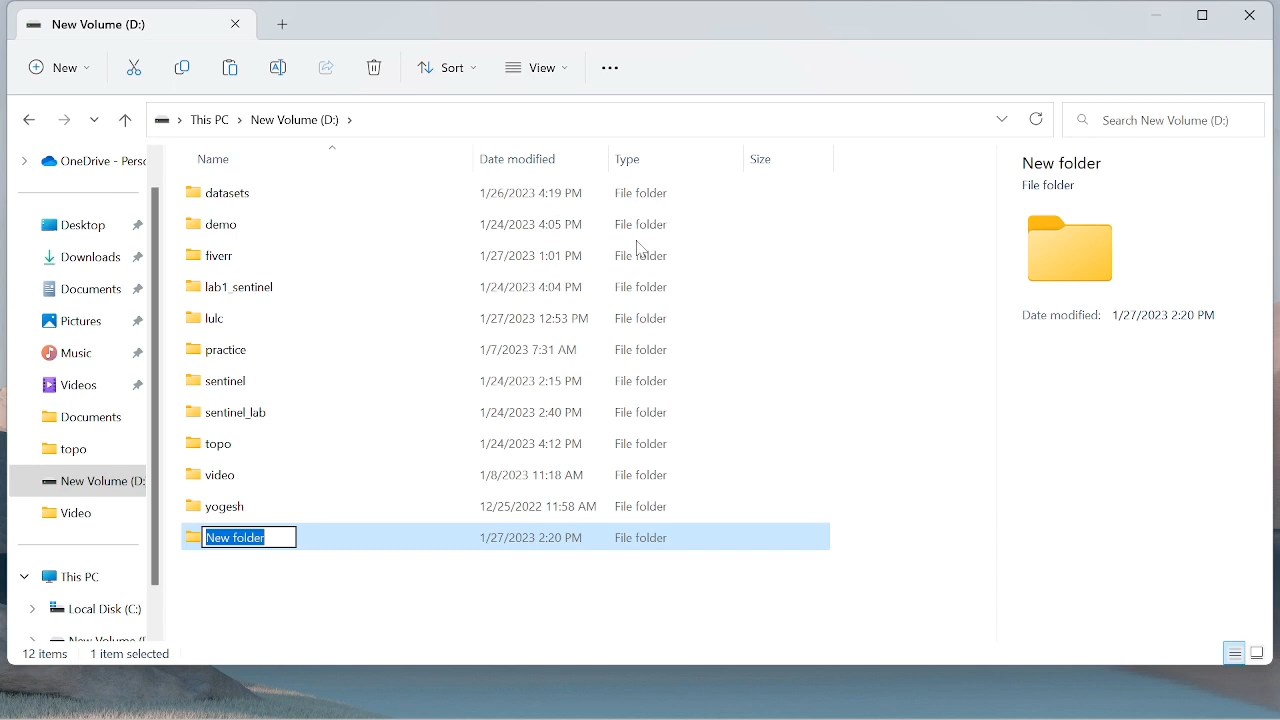 New Volume (D:)
New
Sort
View
This PC
New Volume (D:)
Search New Volume (D:)
OneDrive - Perso
Desktop
Downloads
Documents
Pictures
Music
Videos
Documents
topo
New Volume (D:
Video
This PC
Local Disk (C:)
New Volume (
Name Date modified Type Size
datasets 1/26/2023 4:19 PM File folder
demo 1/24/2023 4:05 PM File folder
fiverr 1/27/2023 1:01 PM File folder
lab1_sentinel 1/24/2023 4:04 PM File folder
lulc 1/27/2023 12:53 PM File folder
practice 1/7/2023 7:31 AM File folder
sentinel 1/24/2023 2:15 PM File folder
sentinel_lab 1/24/2023 2:40 PM File folder
topo 1/24/2023 4:12 PM File folder
video 1/8/2023 11:18 AM File folder
yogesh 12/25/2022 11:58 AM File folder
New folder 1/27/2023 2:20 PM File folder
New folder
File folder
Date modified: 1/27/2023 2:20 PM
12 items 1 item selected